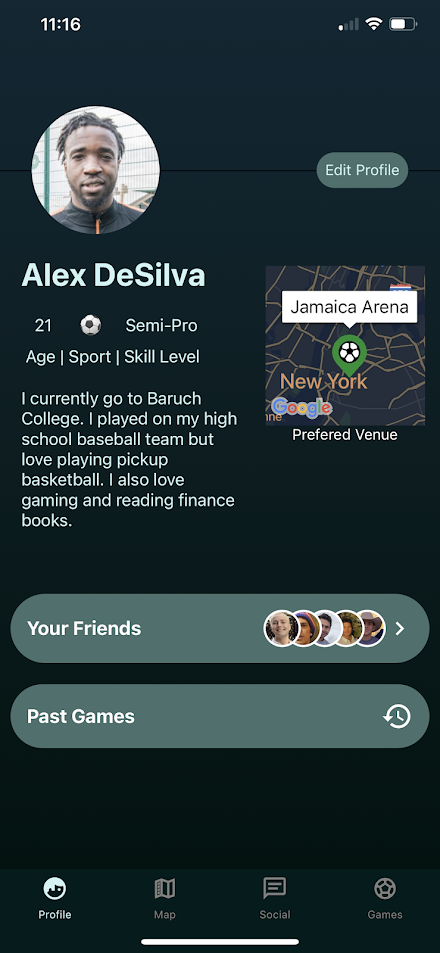 11:16
Edit Profile
Alex DeSilva
21 Semi-Pro
Age | Sport | Skill Level
Jamaica Arena
New York
Google
Prefered Venue
I currently go to Baruch
College. I played on my high
school baseball team but
love playing pickup
basketball. I also love
gaming and reading finance
books.
Your Friends
Past Games
Profile Map Social Games